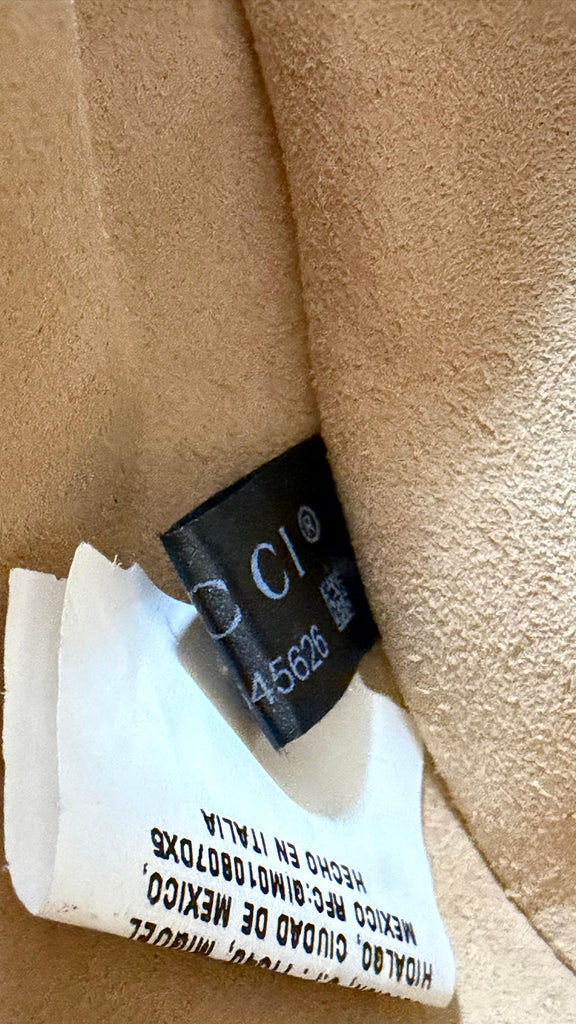 CI®
45626
MIGUEL
HIDALGO, CIUDAD DE MEXICO,
MEXICO RFC:GIM010807DX6
HECHO EN ITALIA